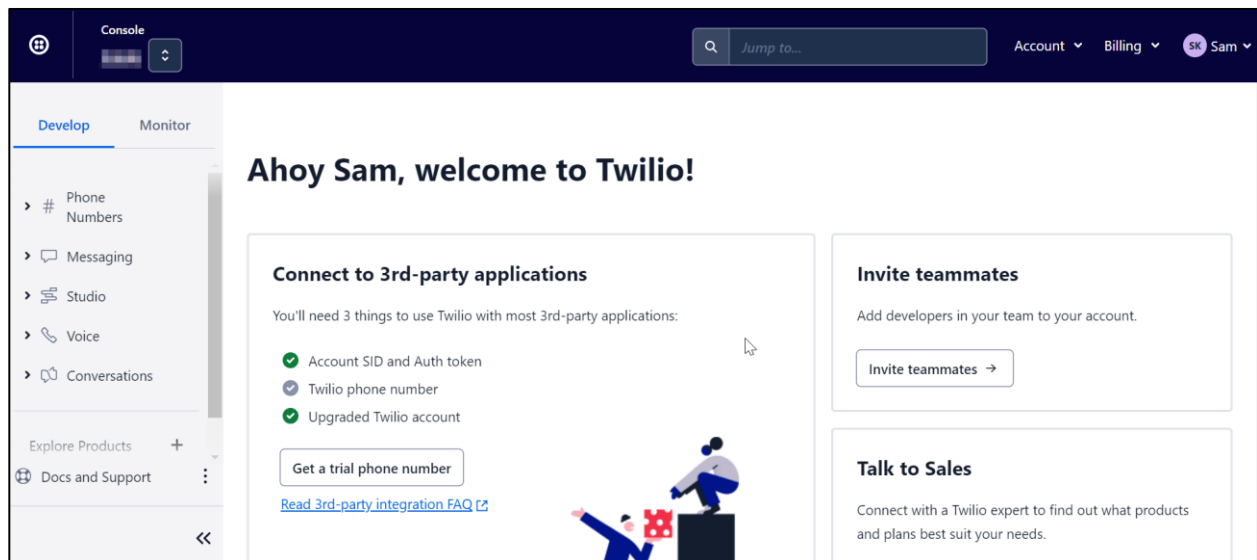 Console
Jump to...
Account
Billing
SK
Sam
Develop
Monitor
Phone
Numbers
Messaging
Studio
Voice
Conversations
Explore Products +
Docs and Support
Ahoy Sam, welcome to Twilio!
Connect to 3rd-party applications
You'll need 3 things to use Twilio with most 3rd-party applications:
Account SID and Auth token
Twilio phone number
Upgraded Twilio account
Get a trial phone number
Read 3rd-party integration FAQ
Invite teammates
Add developers in your team to your account.
Invite teammates →
Talk to Sales
Connect with a Twilio expert to find out what products
and plans best suit your needs.